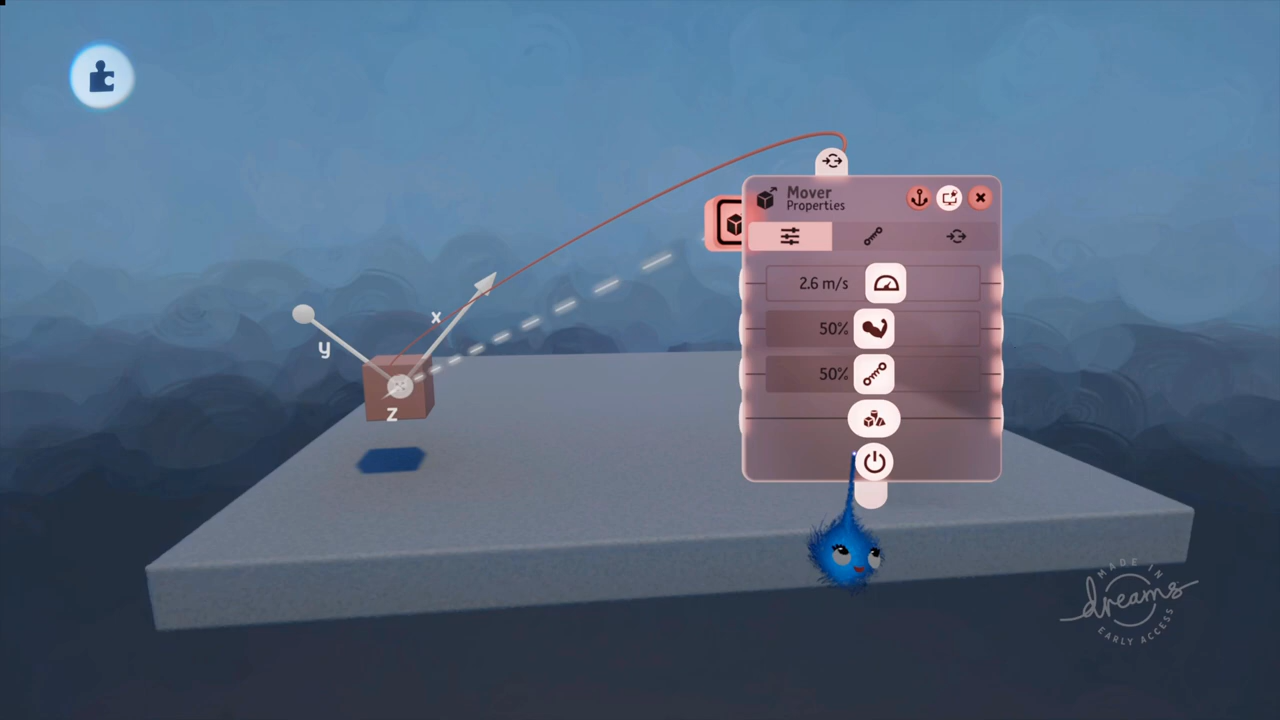 Mover
Properties
2.6 m/s
50%
50%
x
y
z
MADE IN
dreams
EARLY ACCESS